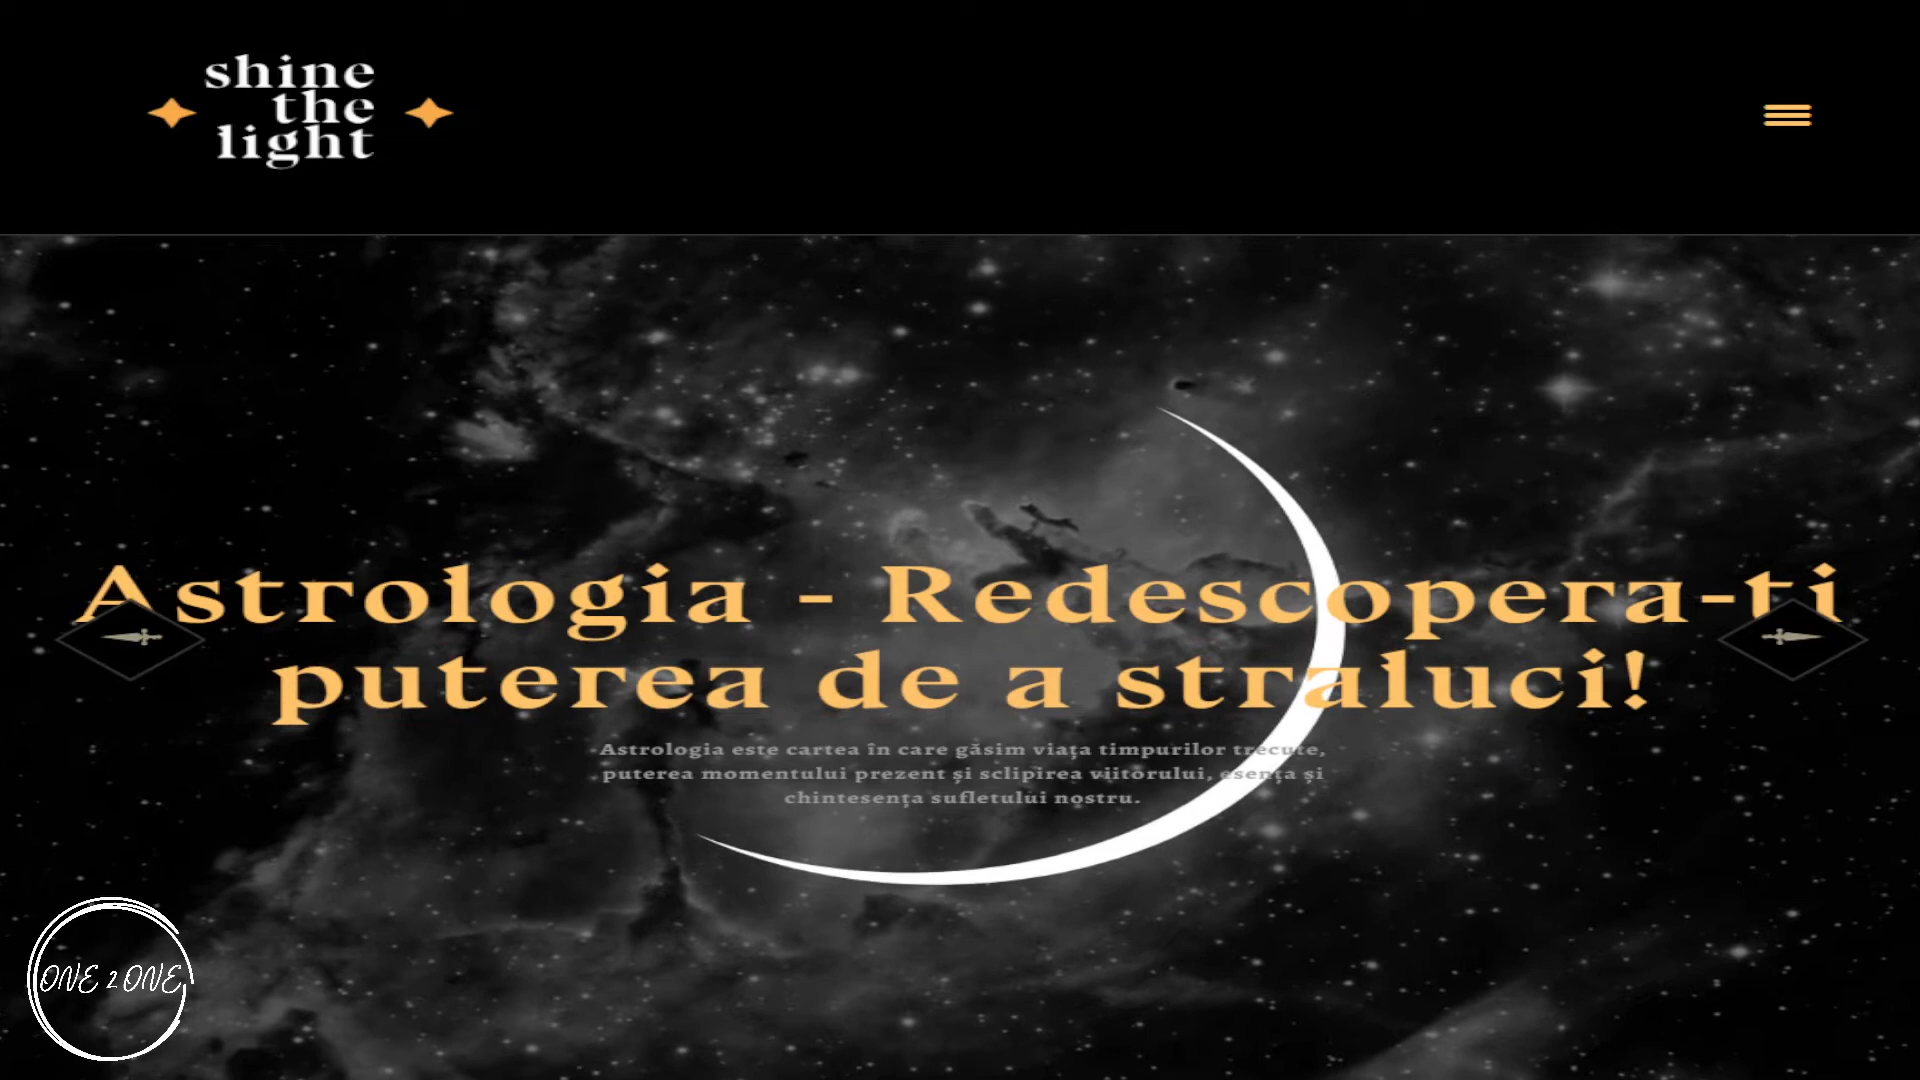 shine
the
light
Astrologia - Redescopera-ti
puterea de a straluci!
Astrologia este cartea în care găsim viața timpurilor trecute,
puterea momentului prezent și sclipirea viitorului, esența și
chintesența sufletului nostru.
ONE 2 ONE